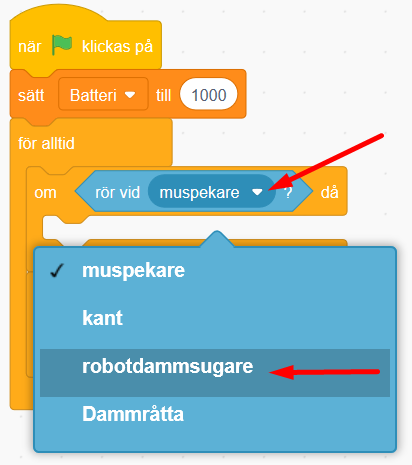 när klickas på
sätt Batteri till 1000
för alltid
om rör vid muspekare ? då
muspekare
kant
robotdammsugare
Dammråtta